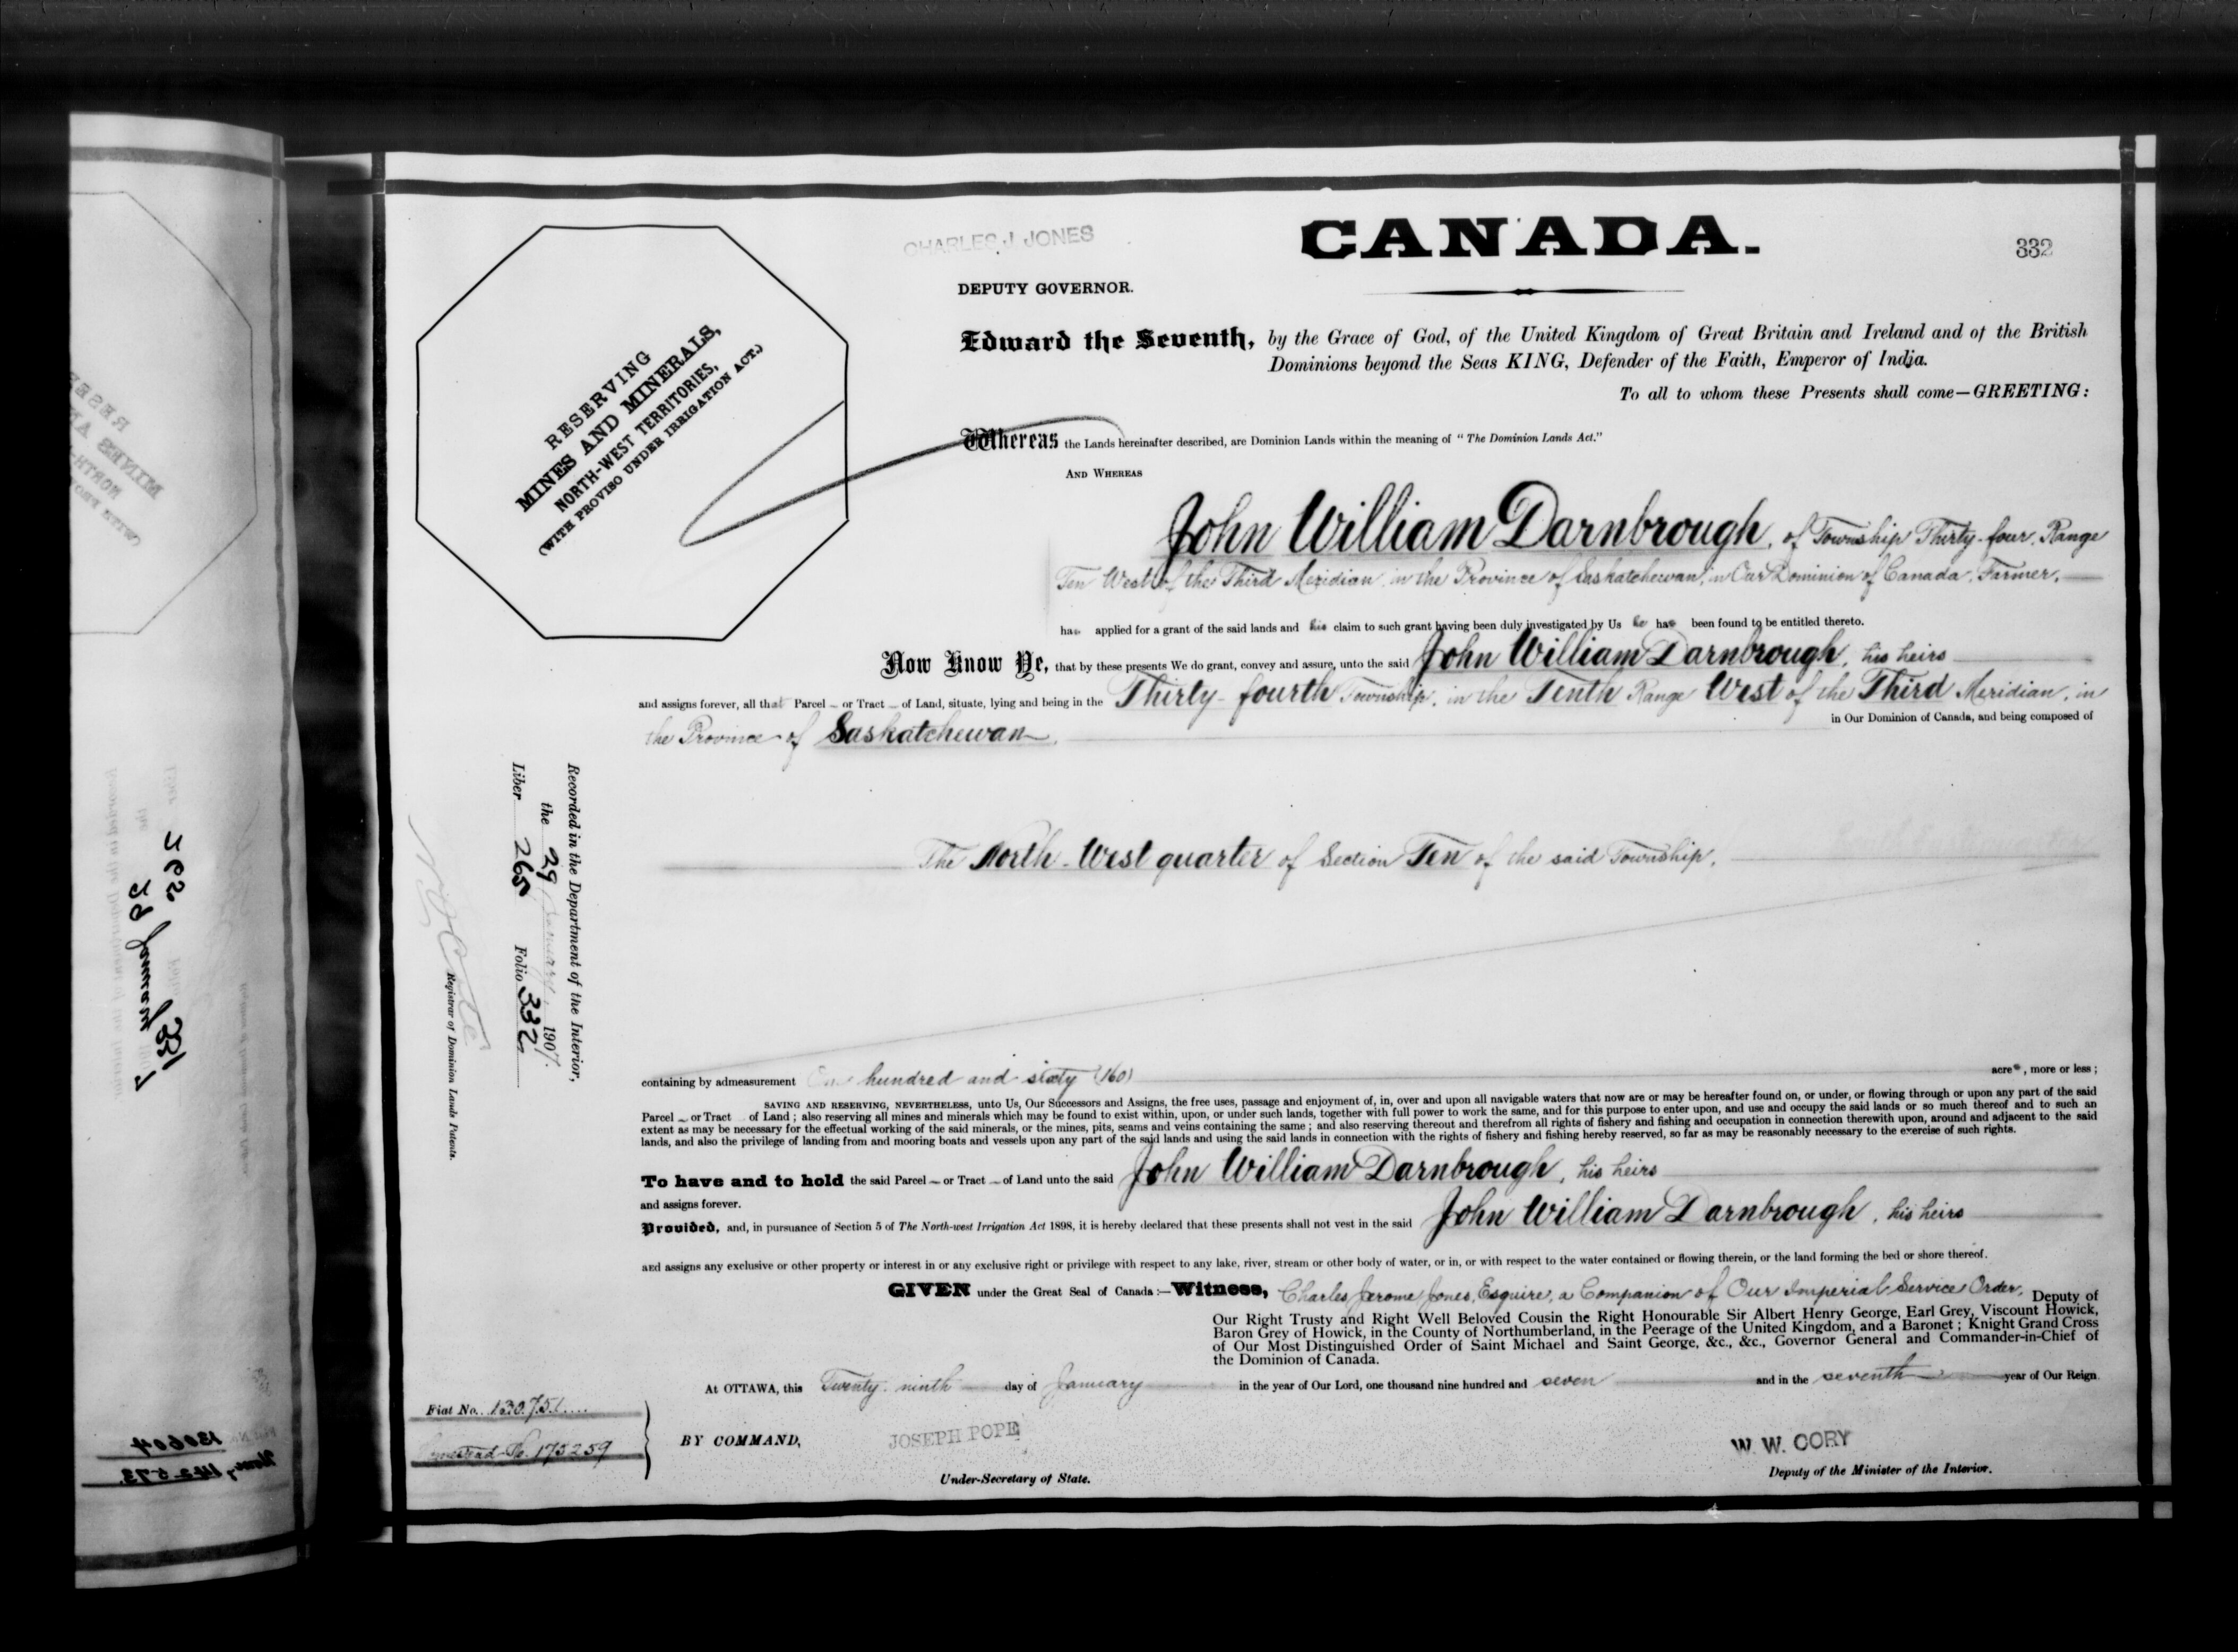 CHARLES J. JONES
CANADA.
332
DEPUTY GOVERNOR.
RESERVING
MINES AND MINERALS,
NORTH-WEST TERRITORIES,
(WITH PROVISO UNDER IRRIGATION ACT.)
Edward the Seventh, by the Grace of God, of the United Kingdom of Great Britain and Ireland and of the British
Dominions beyond the Seas KING, Defender of the Faith, Emperor of India.
To all to whom these Presents shall come—GREETING:
Whereas the Lands hereinafter described, are Dominion Lands within the meaning of "The Dominion Lands Act."
AND WHEREAS
John William Darnbrough, of Township Thirty-four, Range
Ten West of the Third Meridian in the Province of Saskatchewan, in Our Dominion of Canada, Farmer,
has applied for a grant of the said lands and his claim to such grant having been duly investigated by Us he has been found to be entitled thereto.
Now Know Ye, that by these presents We do grant, convey and assure, unto the said John William Darnbrough, his heirs
and assigns forever, all that Parcel or Tract of Land, situate, lying and being in the Thirty-fourth Township, in the Tenth Range West of the Third Meridian, in
the Province of Saskatchewan, in Our Dominion of Canada, and being composed of
The North-West quarter of Section Ten of the said Township,
Recorded in the Department of the Interior,
the 29 January 1907.
Liber 265 Folio 332
Registrar of Dominion Lands Patents.
containing by admeasurement One hundred and sixty (160) acres, more or less;
SAVING AND RESERVING, NEVERTHELESS, unto Us, Our Successors and Assigns, the free uses, passage and enjoyment of, in, over and upon all navigable waters that now are or may be hereafter found on, or under, or flowing through or upon any part of the said
Parcel or Tract of Land; also reserving all mines and minerals which may be found to exist within, upon, or under such lands, together with full power to work the same, and for this purpose to enter upon, and use and occupy the said lands or so much thereof and to such an
extent as may be necessary for the effectual working of the said minerals, or the mines, pits, seams and veins containing the same; and also reserving thereout and therefrom all rights of fishery and fishing and occupation in connection therewith upon, around and adjacent to the said
lands, and also the privilege of landing from and mooring boats and vessels upon any part of the said lands and using the said lands in connection with the rights of fishery and fishing hereby reserved, so far as may be reasonably necessary to the exercise of such rights.
To have and to hold the said Parcel or Tract of Land unto the said John William Darnbrough, his heirs
and assigns forever.
Provided, and, in pursuance of Section 5 of The North-west Irrigation Act 1898, it is hereby declared that these presents shall not vest in the said John William Darnbrough, his heirs
and assigns any exclusive or other property or interest in or any exclusive right or privilege with respect to any lake, river, stream or other body of water, or in, or with respect to the water contained or flowing therein, or the land forming the bed or shore thereof.
GIVEN under the Great Seal of Canada:—Witness, Charles Jerome Jones, Esquire, a Companion of Our Imperial Service Order, Deputy of
Our Right Trusty and Right Well Beloved Cousin the Right Honourable Sir Albert Henry George, Earl Grey, Viscount Howick,
Baron Grey of Howick, in the County of Northumberland, in the Peerage of the United Kingdom, and a Baronet; Knight Grand Cross
of Our Most Distinguished Order of Saint Michael and Saint George, &c., &c., Governor General and Commander-in-Chief of
the Dominion of Canada.
At OTTAWA, this Twenty-ninth day of January in the year of Our Lord, one thousand nine hundred and seven and in the seventh year of Our Reign.
Fiat No. 130751
Homestead No. 175259
BY COMMAND,
JOSEPH POPE
Under-Secretary of State.
W. W. CORY
Deputy of the Minister of the Interior.